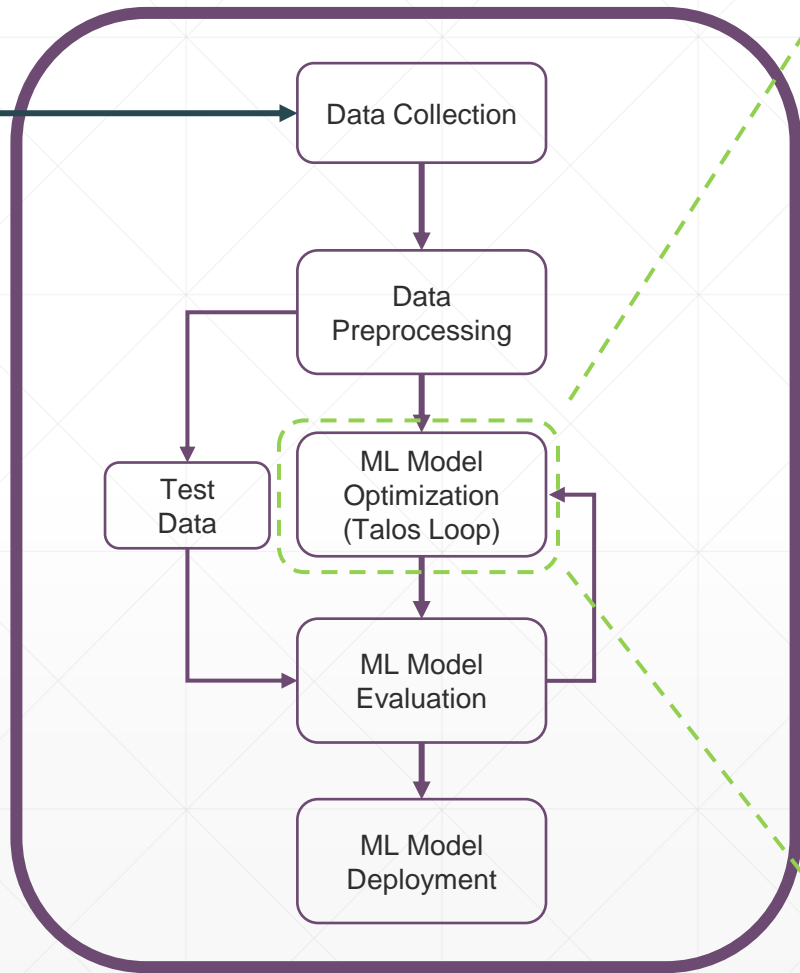 Data Collection
Data
Preprocessing
ML Model
Optimization
(Talos Loop)
Test
Data
ML Model
Evaluation
ML Model
Deployment